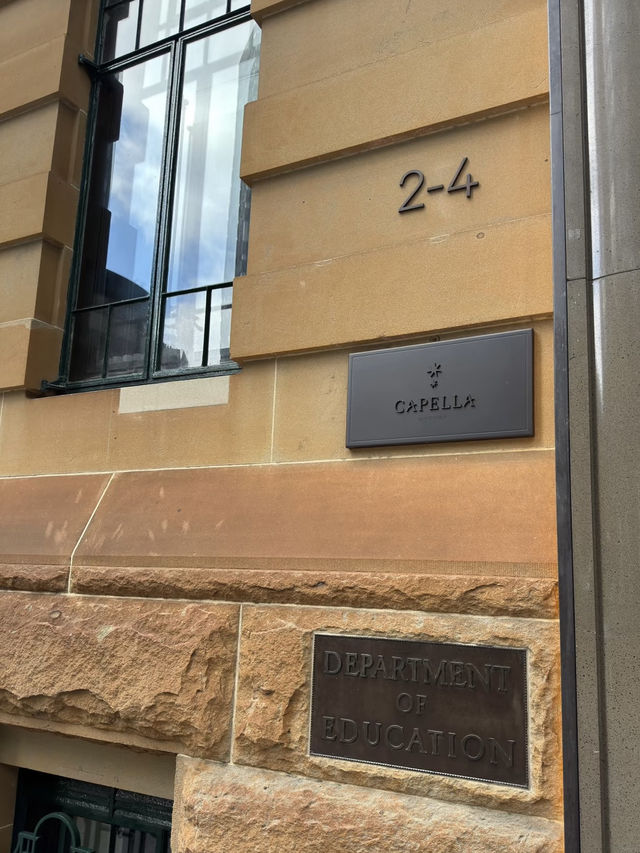 2-4
CAPELLA
DEPARTMENT
OF
EDUCATION